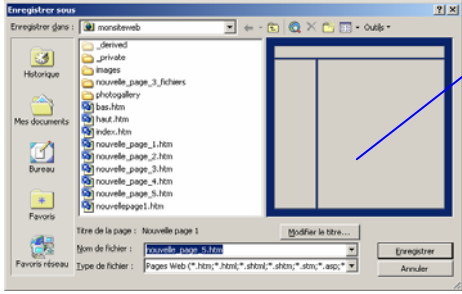 Enregistrer sous
Enregistrer dans :
monsiteweb
Outils
_derived
_private
images
nouvelle_page_3_fichiers
photogallery
bas.htm
haut.htm
index.htm
nouvelle_page_1.htm
nouvelle_page_2.htm
nouvelle_page_3.htm
nouvelle_page_4.htm
nouvelle_page_5.htm
nouvellepage1.htm
Historique
Mes documents
Bureau
Favoris
Favoris réseau
Titre de la page : Nouvelle page 1
Modifier le titre...
Nom de fichier : nouvelle_page_5.htm
Enregistrer
Type de fichier : Pages Web (*.htm;*.html;*.shtml;*.shtm;*.stm;*.asp;*
Annuler